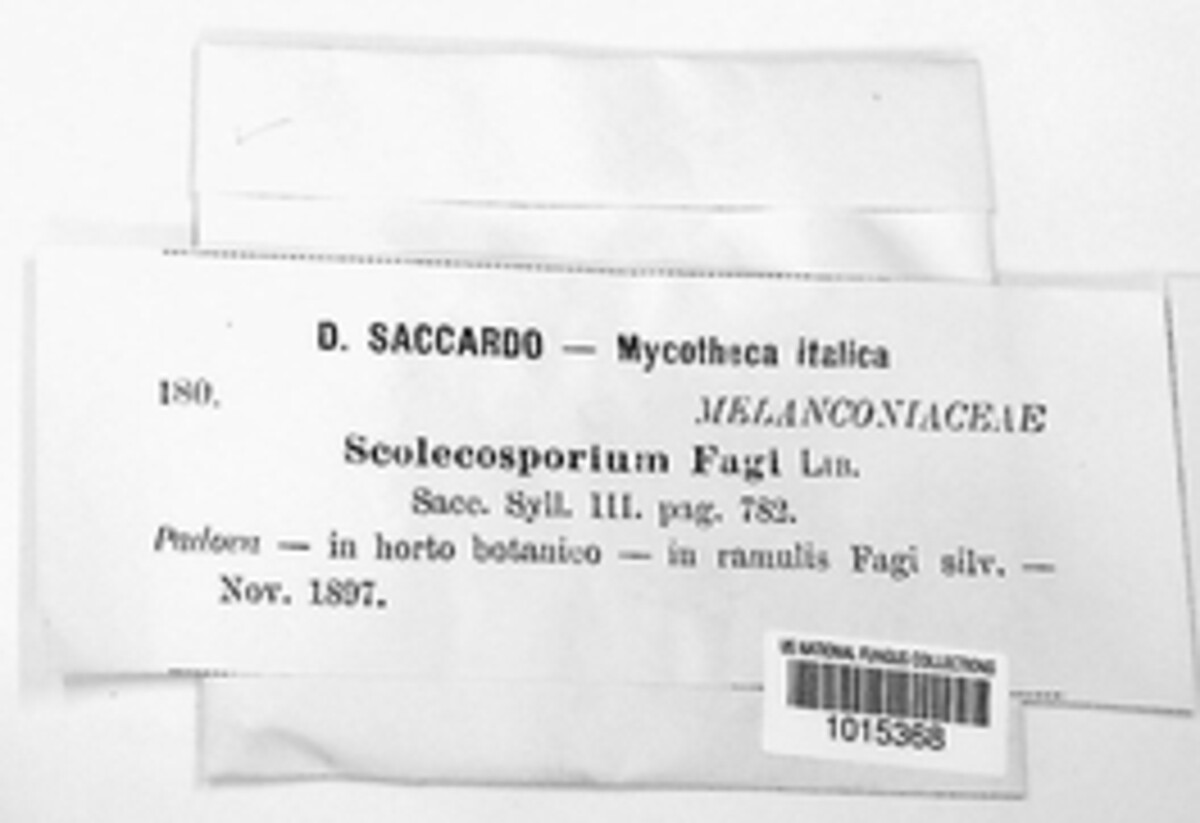 D. SACCARDO — Mycotheca italica
180.
MELANCONIACEAE
Scolecosporium Fagi LIB.
Sacc. Syll. III. pag. 782.
Padova — in horto botanico — in ramulis Fagi silv. —
Nov. 1897.
US NATIONAL FUNGUS COLLECTIONS
1015368